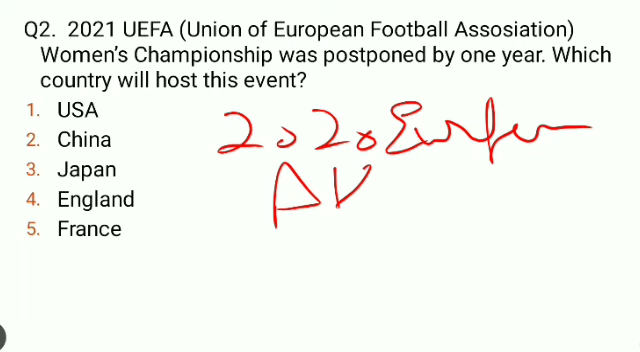 Q2. 2021 UEFA (Union of European Football Assosiation)
Women's Championship was postponed by one year. Which
country will host this event?
1. USA
2. China
3. Japan
4. England
5. France
2020